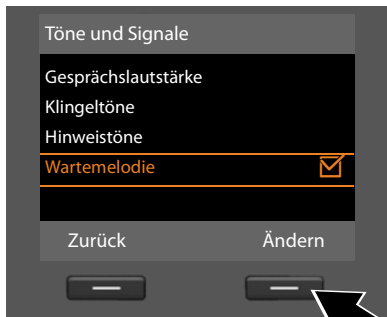 Töne und Signale
Gesprächslautstärke
Klingeltöne
Hinweistöne
Wartemelodie
Zurück Ändern